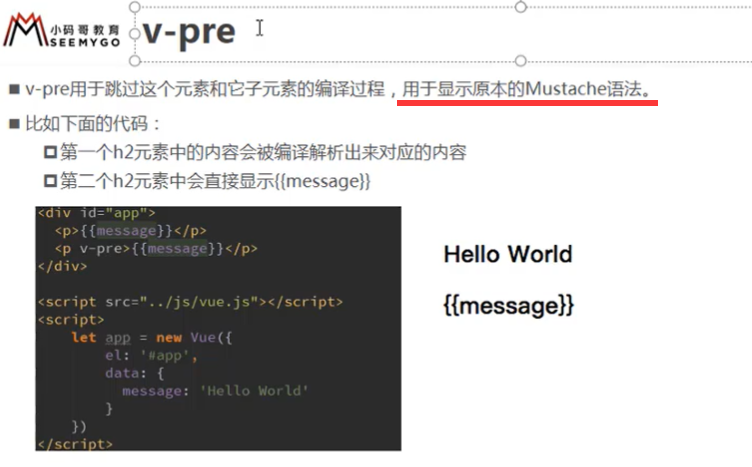 小码哥教育
SEEMYGO
v-pre
v-pre用于跳过这个元素和它子元素的编译过程，用于显示原本的Mustache语法。
比如下面的代码：
第一个h2元素中的内容会被编译解析出来对应的内容
第二个h2元素中会直接显示{{message}}
<div id="app">
  <p>{{message}}</p>
  <p v-pre>{{message}}</p>
</div>
<script src="../js/vue.js"></script>
<script>
    let app = new Vue({
        el: '#app',
        data: {
          message: 'Hello World'
        }
    })
</script>
Hello World
{{message}}